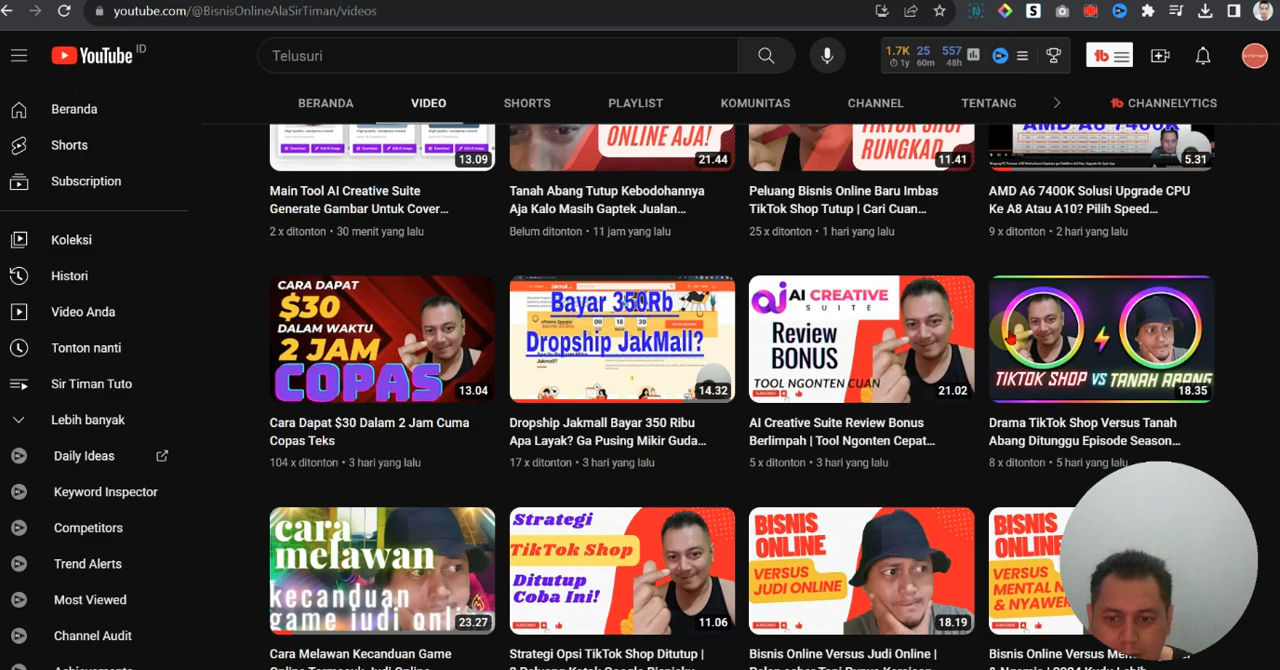 youtube.com/@BisnisOnlineAlaSirTiman/videos
YouTube ID
Telusuri
1.7K 25 557
1y 60m 48h
BERANDA VIDEO SHORTS PLAYLIST KOMUNITAS CHANNEL TENTANG CHANNELYTICS
Beranda
Shorts
Subscription
Koleksi
Histori
Video Anda
Tonton nanti
Sir Timan Tuto
Lebih banyak
Daily Ideas
Keyword Inspector
Competitors
Trend Alerts
Most Viewed
Channel Audit
13.09
Main Tool AI Creative Suite
Generate Gambar Untuk Cover…
2 x ditonton • 30 menit yang lalu
ONLINE AJA!
21.44
Tanah Abang Tutup Kebodohannya
Aja Kalo Masih Gaptek Jualan…
Belum ditonton • 11 jam yang lalu
TIKTOK SHOP
RUNGKAD
11.41
Peluang Bisnis Online Baru Imbas
TikTok Shop Tutup | Cari Cuan…
25 x ditonton • 1 hari yang lalu
AMD A6 7400K
5.31
AMD A6 7400K Solusi Upgrade CPU
Ke A8 Atau A10? Pilih Speed…
9 x ditonton • 2 hari yang lalu
CARA DAPAT
$30
DALAM WAKTU
2 JAM
COPAS
13.04
Cara Dapat $30 Dalam 2 Jam Cuma
Copas Teks
104 x ditonton • 3 hari yang lalu
Bayar 350Rb
Dropship JakMall?
14.32
Dropship Jakmall Bayar 350 Ribu
Apa Layak? Ga Pusing Mikir Guda…
17 x ditonton • 3 hari yang lalu
AI CREATIVE
SUITE
Review
BONUS
TOOL NGONTEN CUAN
21.02
AI Creative Suite Review Bonus
Berlimpah | Tool Ngonten Cepat…
5 x ditonton • 3 hari yang lalu
TIKTOK SHOP VS TANAH ABANG
18.35
Drama TikTok Shop Versus Tanah
Abang Ditunggu Episode Season…
8 x ditonton • 5 hari yang lalu
cara
melawan
kecanduan
game judi online
23.27
Cara Melawan Kecanduan Game
Strategi
TikTok Shop
Ditutup
Coba Ini!
11.06
Strategi Opsi TikTok Shop Ditutup |
BISNIS
ONLINE
VERSUS
JUDI ONLINE
18.19
Bisnis Online Versus Judi Online |
BISNIS
ONLINE
VERSUS
Bisnis Online Versus